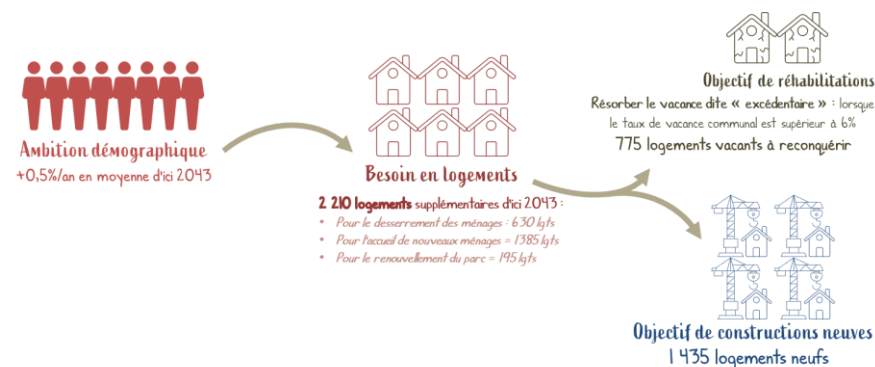 Ambition démographique
+0,5%/an en moyenne d'ici 2043
Besoin en logements
2 210 logements supplémentaires d'ici 2043 :
• Pour le desserrement des ménages : 630 lgts
• Pour l'accueil de nouveaux ménages = 1385 lgts
• Pour le renouvellement du parc = 195 lgts
Objectif de réhabilitations
Résorber le vacance dite « excédentaire » : lorsque
le taux de vacance communal est supérieur à 6%
775 logements vacants à reconquérir
Objectif de constructions neuves
1 435 logements neufs